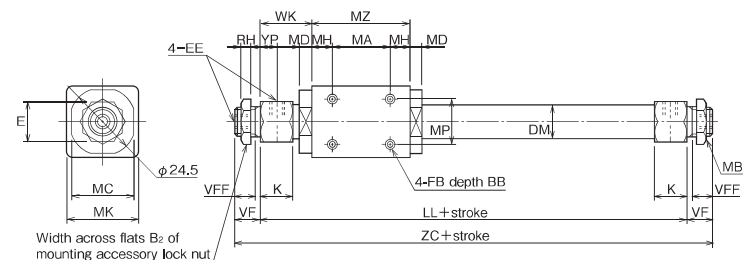 WK
MZ
4-EE
RH
YP
MD
MH
MA
MH
MD
E
MP
DM
MB
φ24.5
4-FB depth BB
MC
VFF
K
K
VFF
MK
VF
LL+stroke
VF
Width across flats B₂ of
mounting accessory lock nut
ZC+stroke